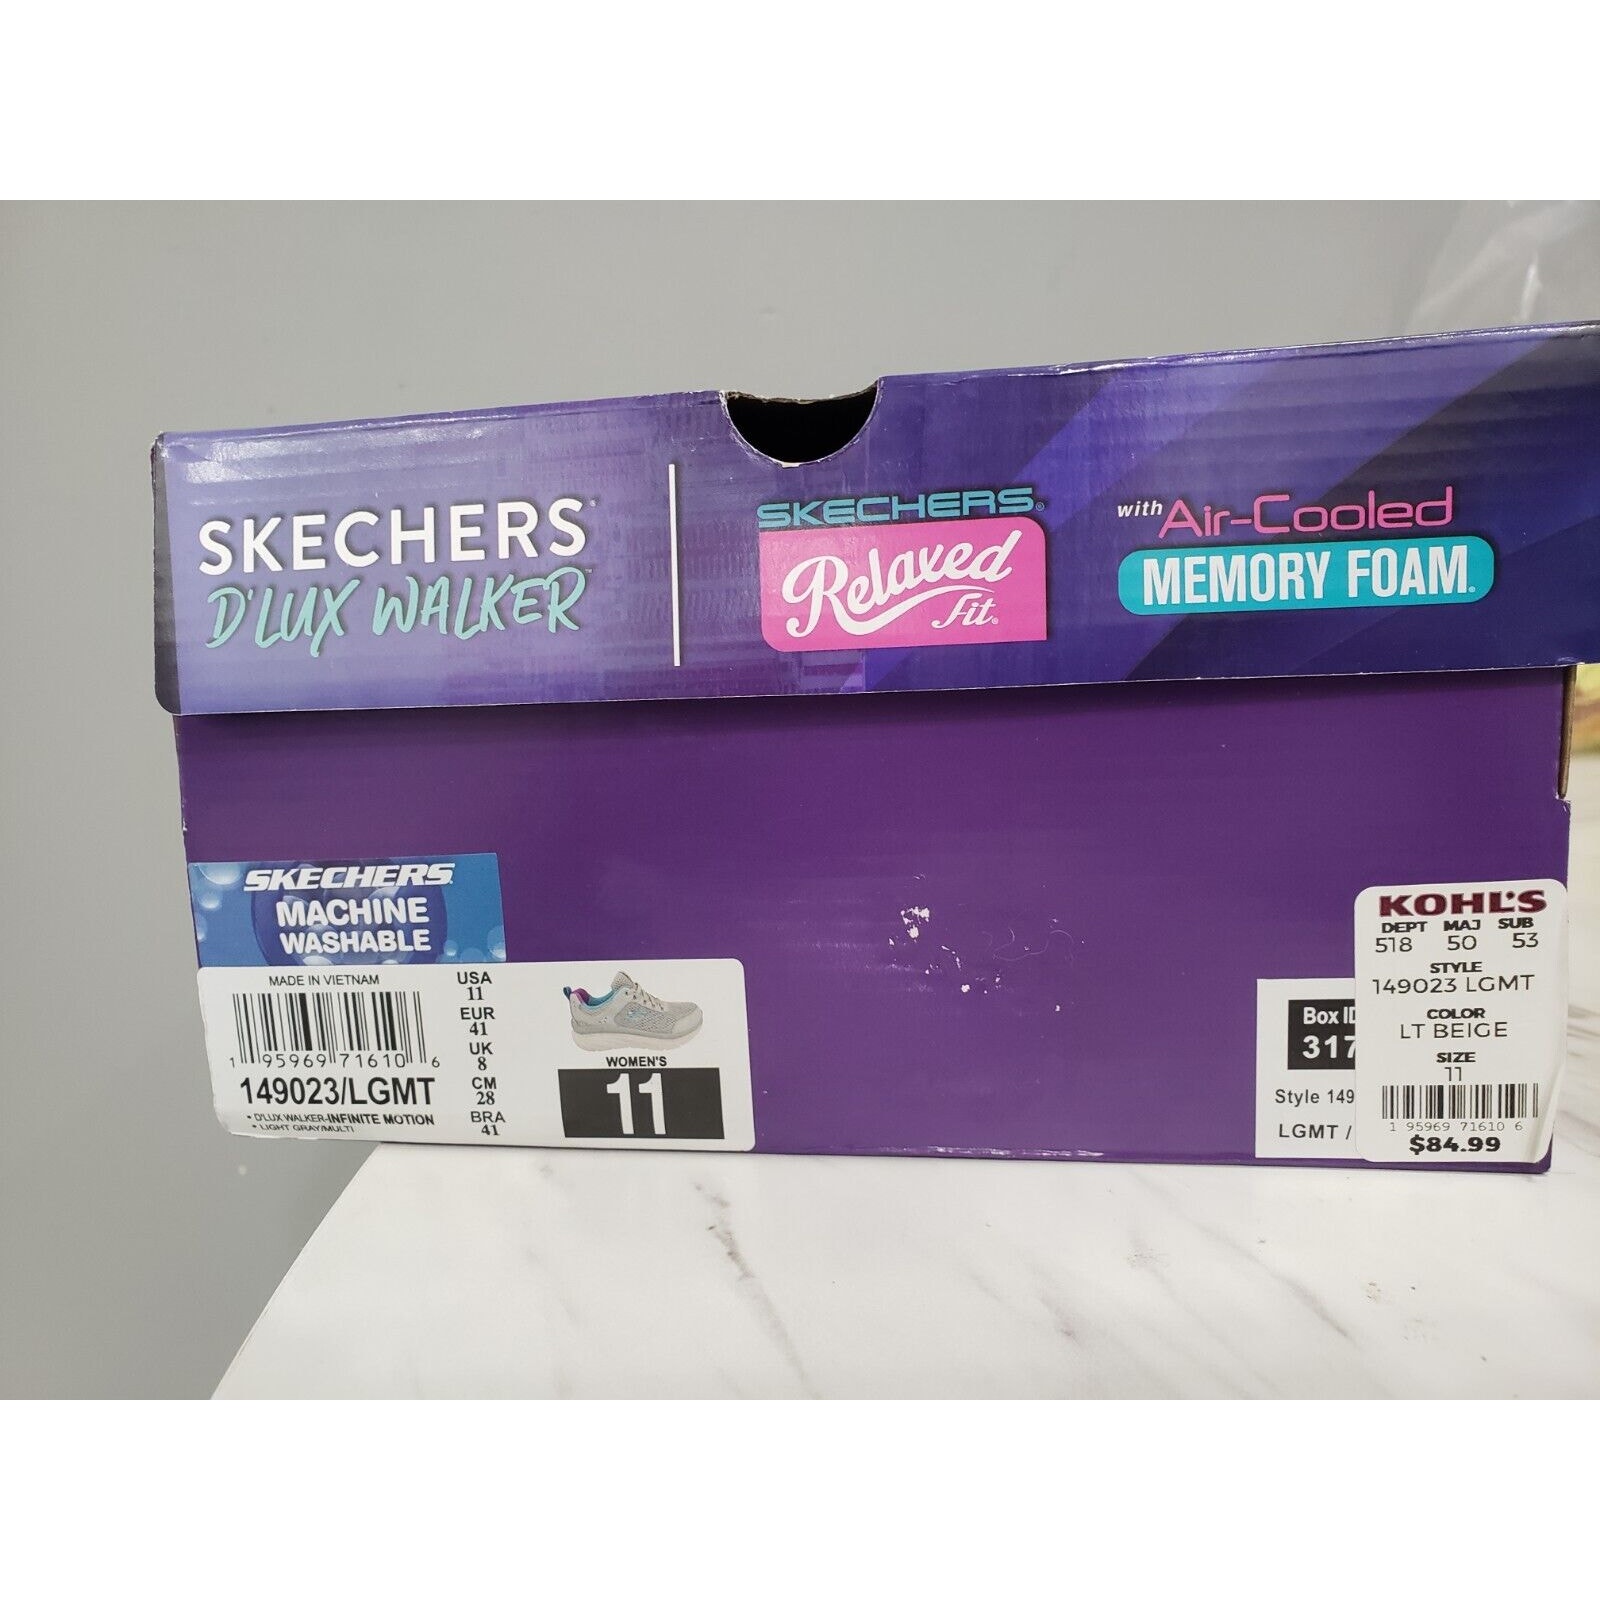 SKECHERS
D'LUX WALKER™
SKECHERS®
Relaxed
Fit®
with Air-Cooled
MEMORY FOAM®
SKECHERS
MACHINE
WASHABLE
MADE IN VIETNAM
1 95969 71610 6
149023/LGMT
• D'LUX WALKER-INFINITE MOTION
• LIGHT GRAY/MULTI
USA
11
EUR
41
UK
8
CM
28
BRA
41
WOMEN'S
11
Box ID
317
Style 149
LGMT /
KOHL'S
DEPT MAJ SUB
518 50 53
STYLE
149023 LGMT
COLOR
LT BEIGE
SIZE
11
1 95969 71610 6
$84.99